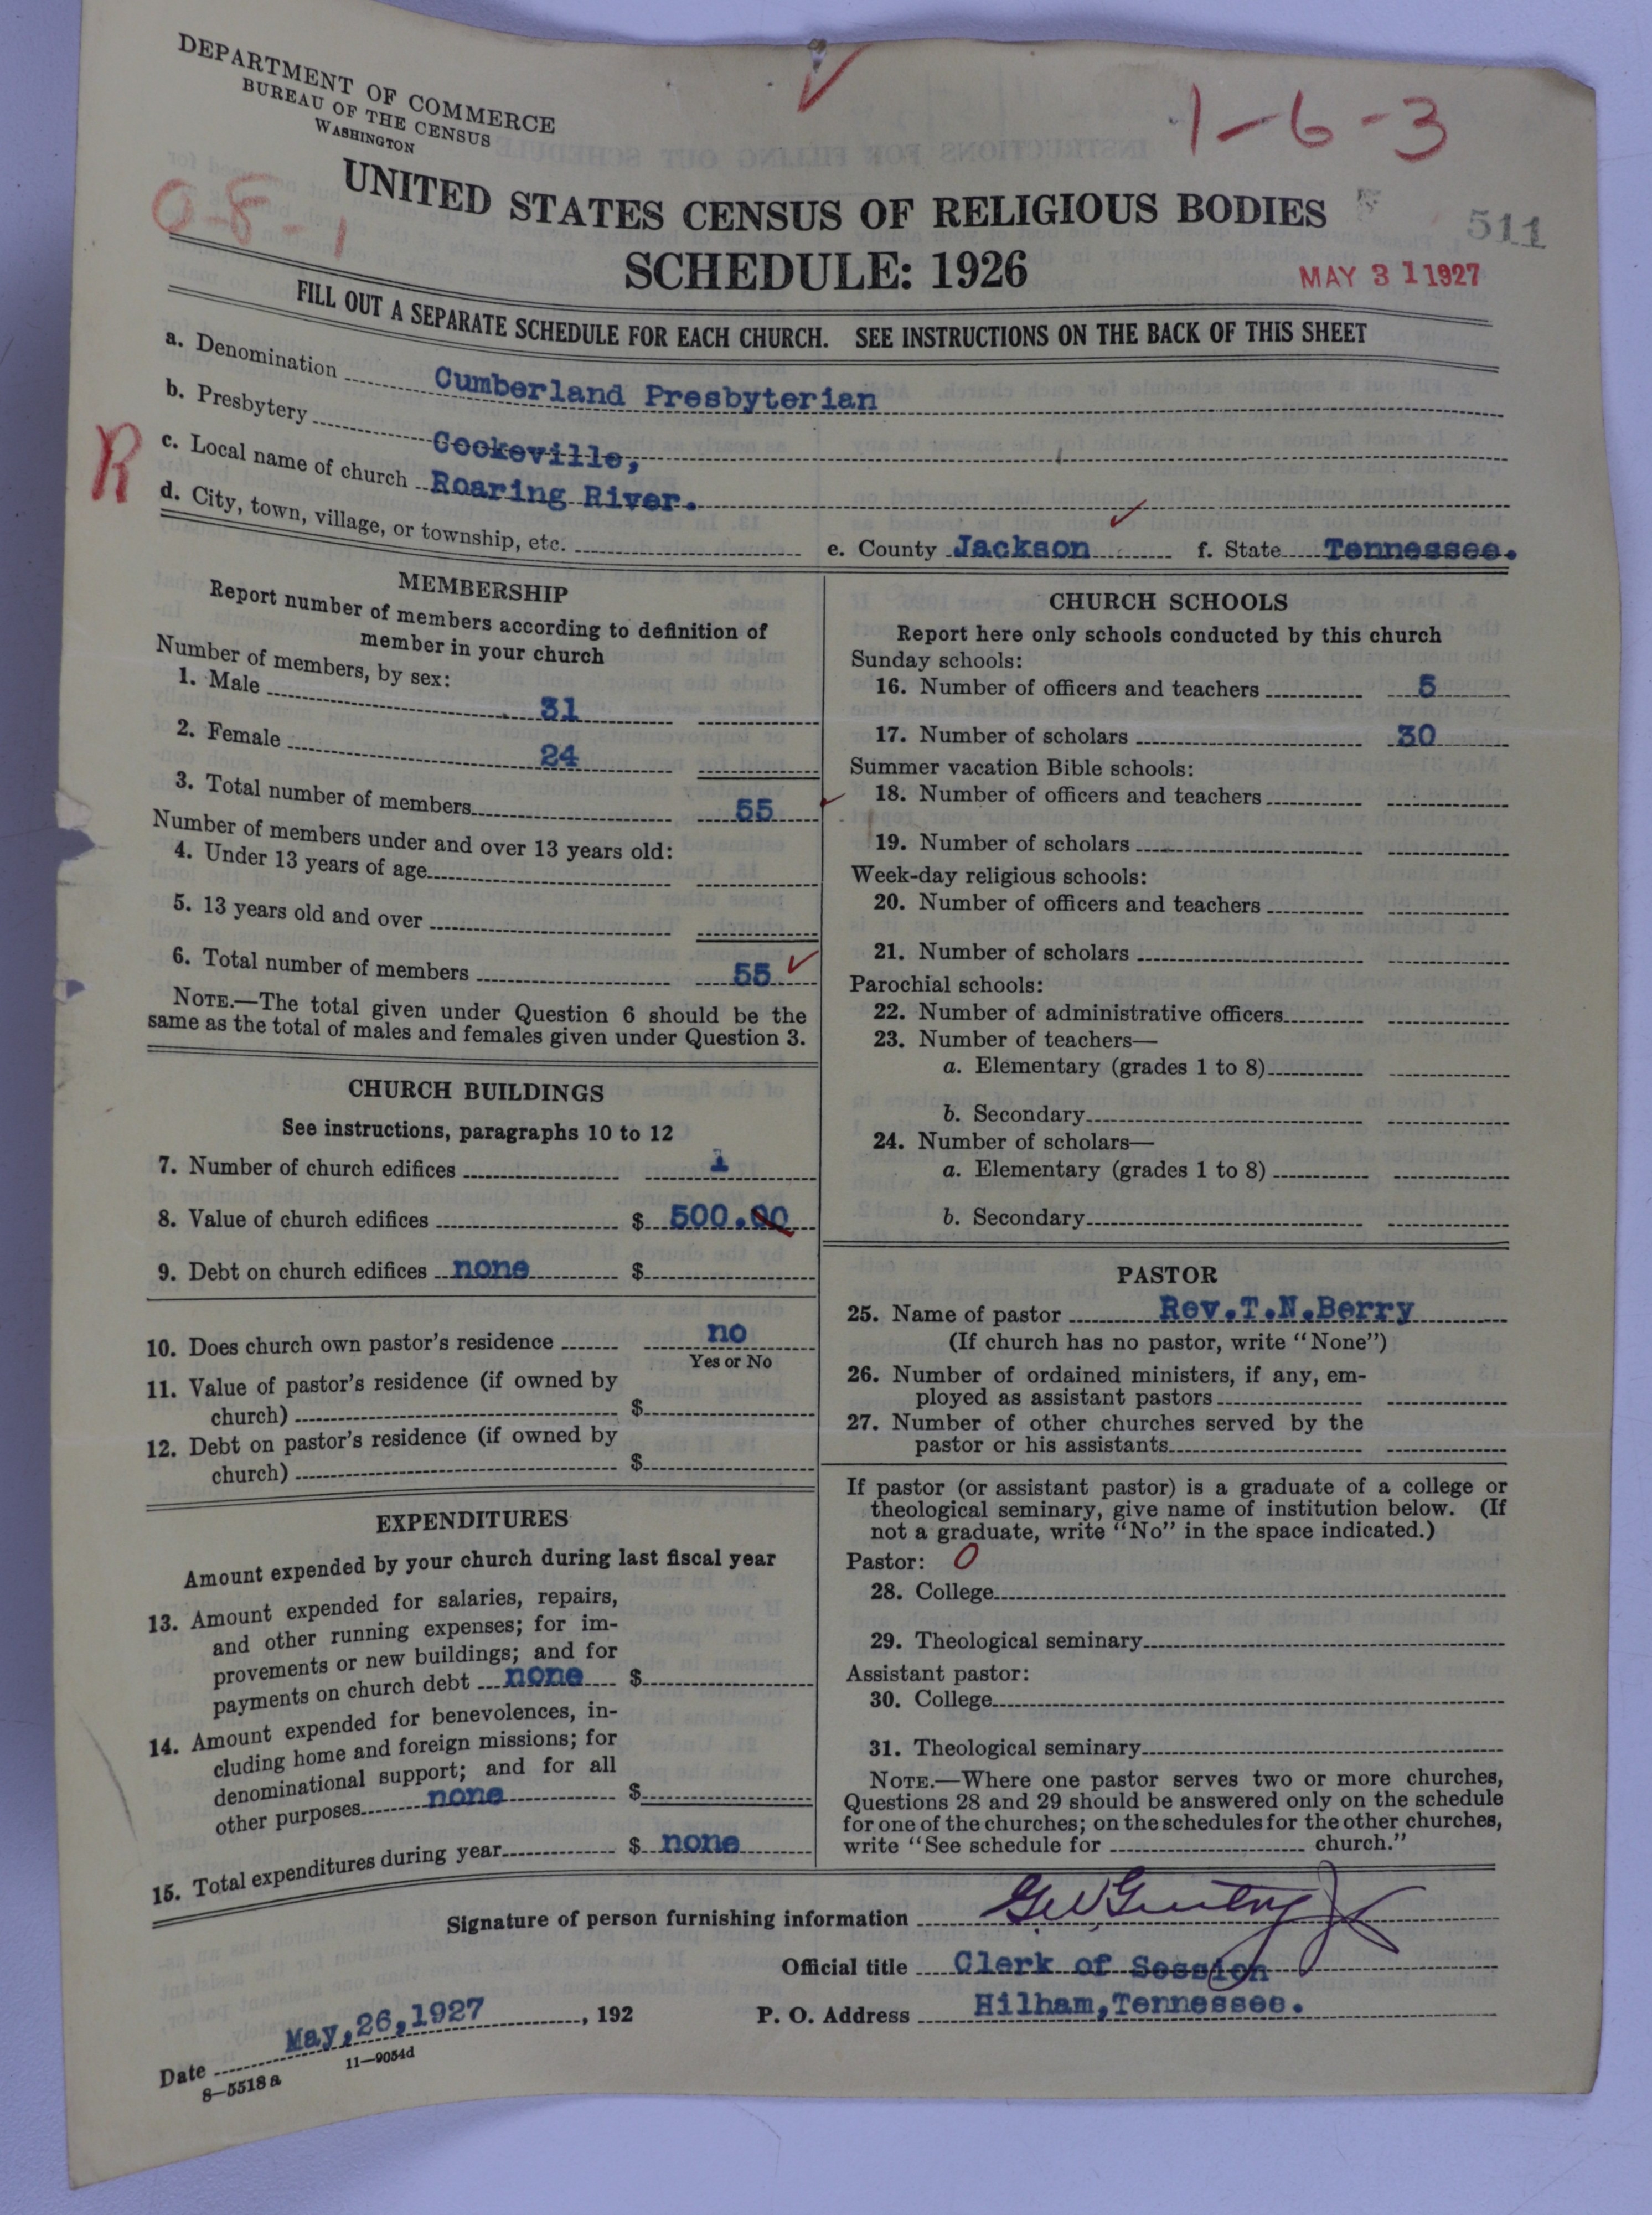 DEPARTMENT OF COMMERCE
BUREAU OF THE CENSUS
WASHINGTON
1-6-3
UNITED STATES CENSUS OF RELIGIOUS BODIES
0-8-1
511
SCHEDULE: 1926
MAY 31 1927
FILL OUT A SEPARATE SCHEDULE FOR EACH CHURCH. SEE INSTRUCTIONS ON THE BACK OF THIS SHEET
a. Denomination Cumberland Presbyterian
b. Presbytery Cookeville,
R
c. Local name of church Roaring River.
d. City, town, village, or township, etc. e. County Jackson f. State Tennessee.
MEMBERSHIP
Report number of members according to definition of
member in your church
Number of members, by sex:
1. Male 31
2. Female 24
3. Total number of members 55
Number of members under and over 13 years old:
4. Under 13 years of age
5. 13 years old and over
6. Total number of members 55
NOTE.—The total given under Question 6 should be the
same as the total of males and females given under Question 3.
CHURCH BUILDINGS
See instructions, paragraphs 10 to 12
7. Number of church edifices 1
8. Value of church edifices $ 500.00
9. Debt on church edifices none $
10. Does church own pastor's residence no
Yes or No
11. Value of pastor's residence (if owned by
church) $
12. Debt on pastor's residence (if owned by
church) $
EXPENDITURES
Amount expended by your church during last fiscal year
13. Amount expended for salaries, repairs,
and other running expenses; for im-
provements or new buildings; and for
payments on church debt none $
14. Amount expended for benevolences, in-
cluding home and foreign missions; for
denominational support; and for all
other purposes none $
15. Total expenditures during year $ none
CHURCH SCHOOLS
Report here only schools conducted by this church
Sunday schools:
16. Number of officers and teachers 5
17. Number of scholars 30
Summer vacation Bible schools:
18. Number of officers and teachers
19. Number of scholars
Week-day religious schools:
20. Number of officers and teachers
21. Number of scholars
Parochial schools:
22. Number of administrative officers
23. Number of teachers—
a. Elementary (grades 1 to 8)
b. Secondary
24. Number of scholars—
a. Elementary (grades 1 to 8)
b. Secondary
PASTOR
25. Name of pastor Rev.T.N.Berry
(If church has no pastor, write "None")
26. Number of ordained ministers, if any, em-
ployed as assistant pastors
27. Number of other churches served by the
pastor or his assistants
If pastor (or assistant pastor) is a graduate of a college or
theological seminary, give name of institution below. (If
not a graduate, write "No" in the space indicated.)
Pastor: 0
28. College
29. Theological seminary
Assistant pastor:
30. College
31. Theological seminary
NOTE.—Where one pastor serves two or more churches,
Questions 28 and 29 should be answered only on the schedule
for one of the churches; on the schedules for the other churches,
write "See schedule for church."
Signature of person furnishing information
Official title Clerk of Session
Date May,26,1927, 192 P. O. Address Hilham,Tennessee.
8—5518a 11—9054d